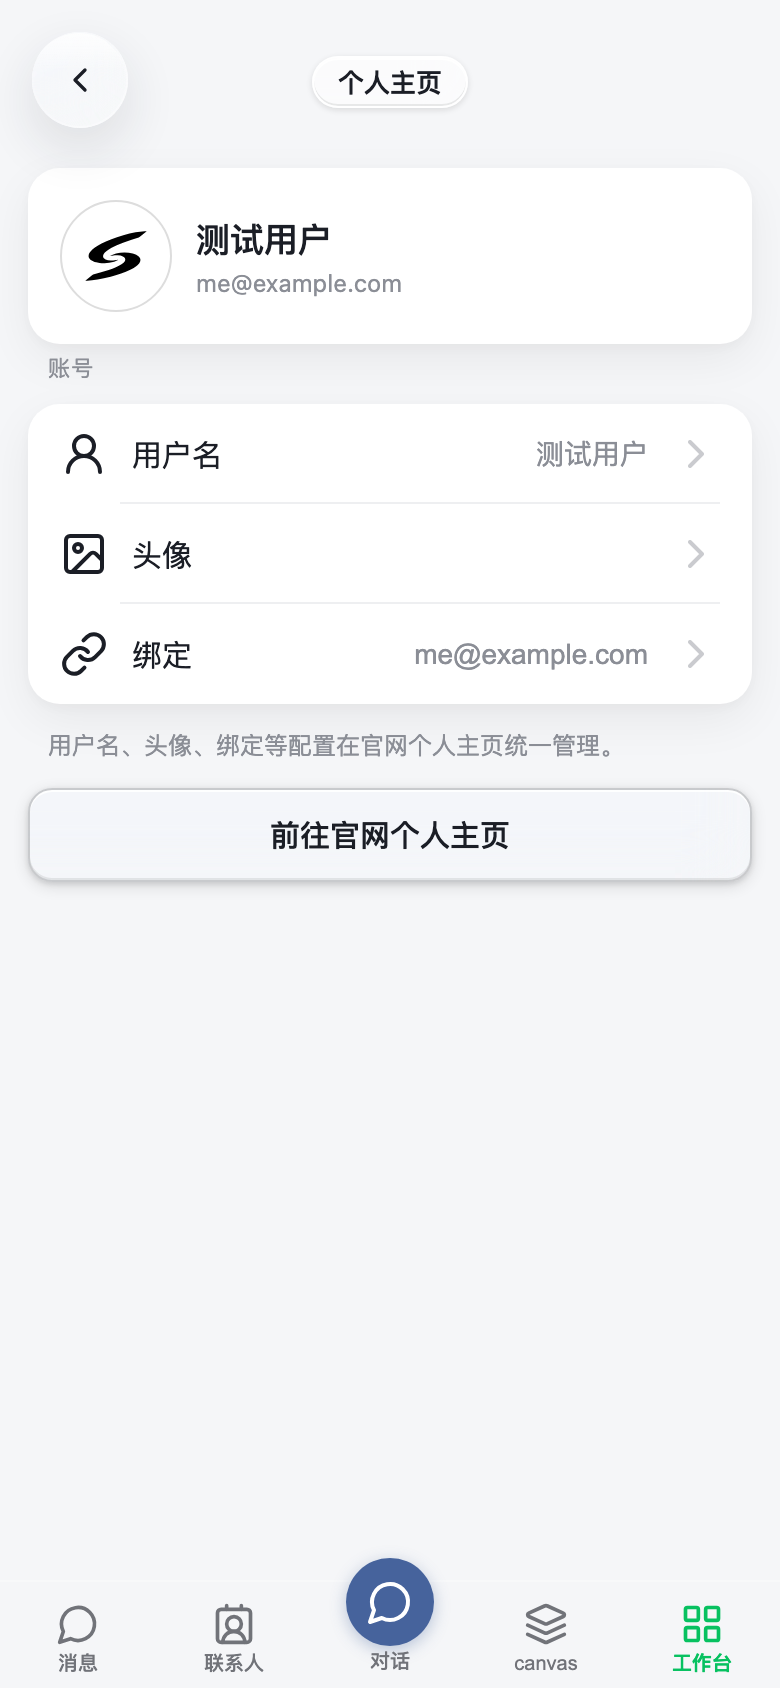 个人主页
测试用户
me@example.com
账号
用户名 测试用户
头像
绑定 me@example.com
用户名、头像、绑定等配置在官网个人主页统一管理。
前往官网个人主页
消息 联系人 对话 canvas 工作台